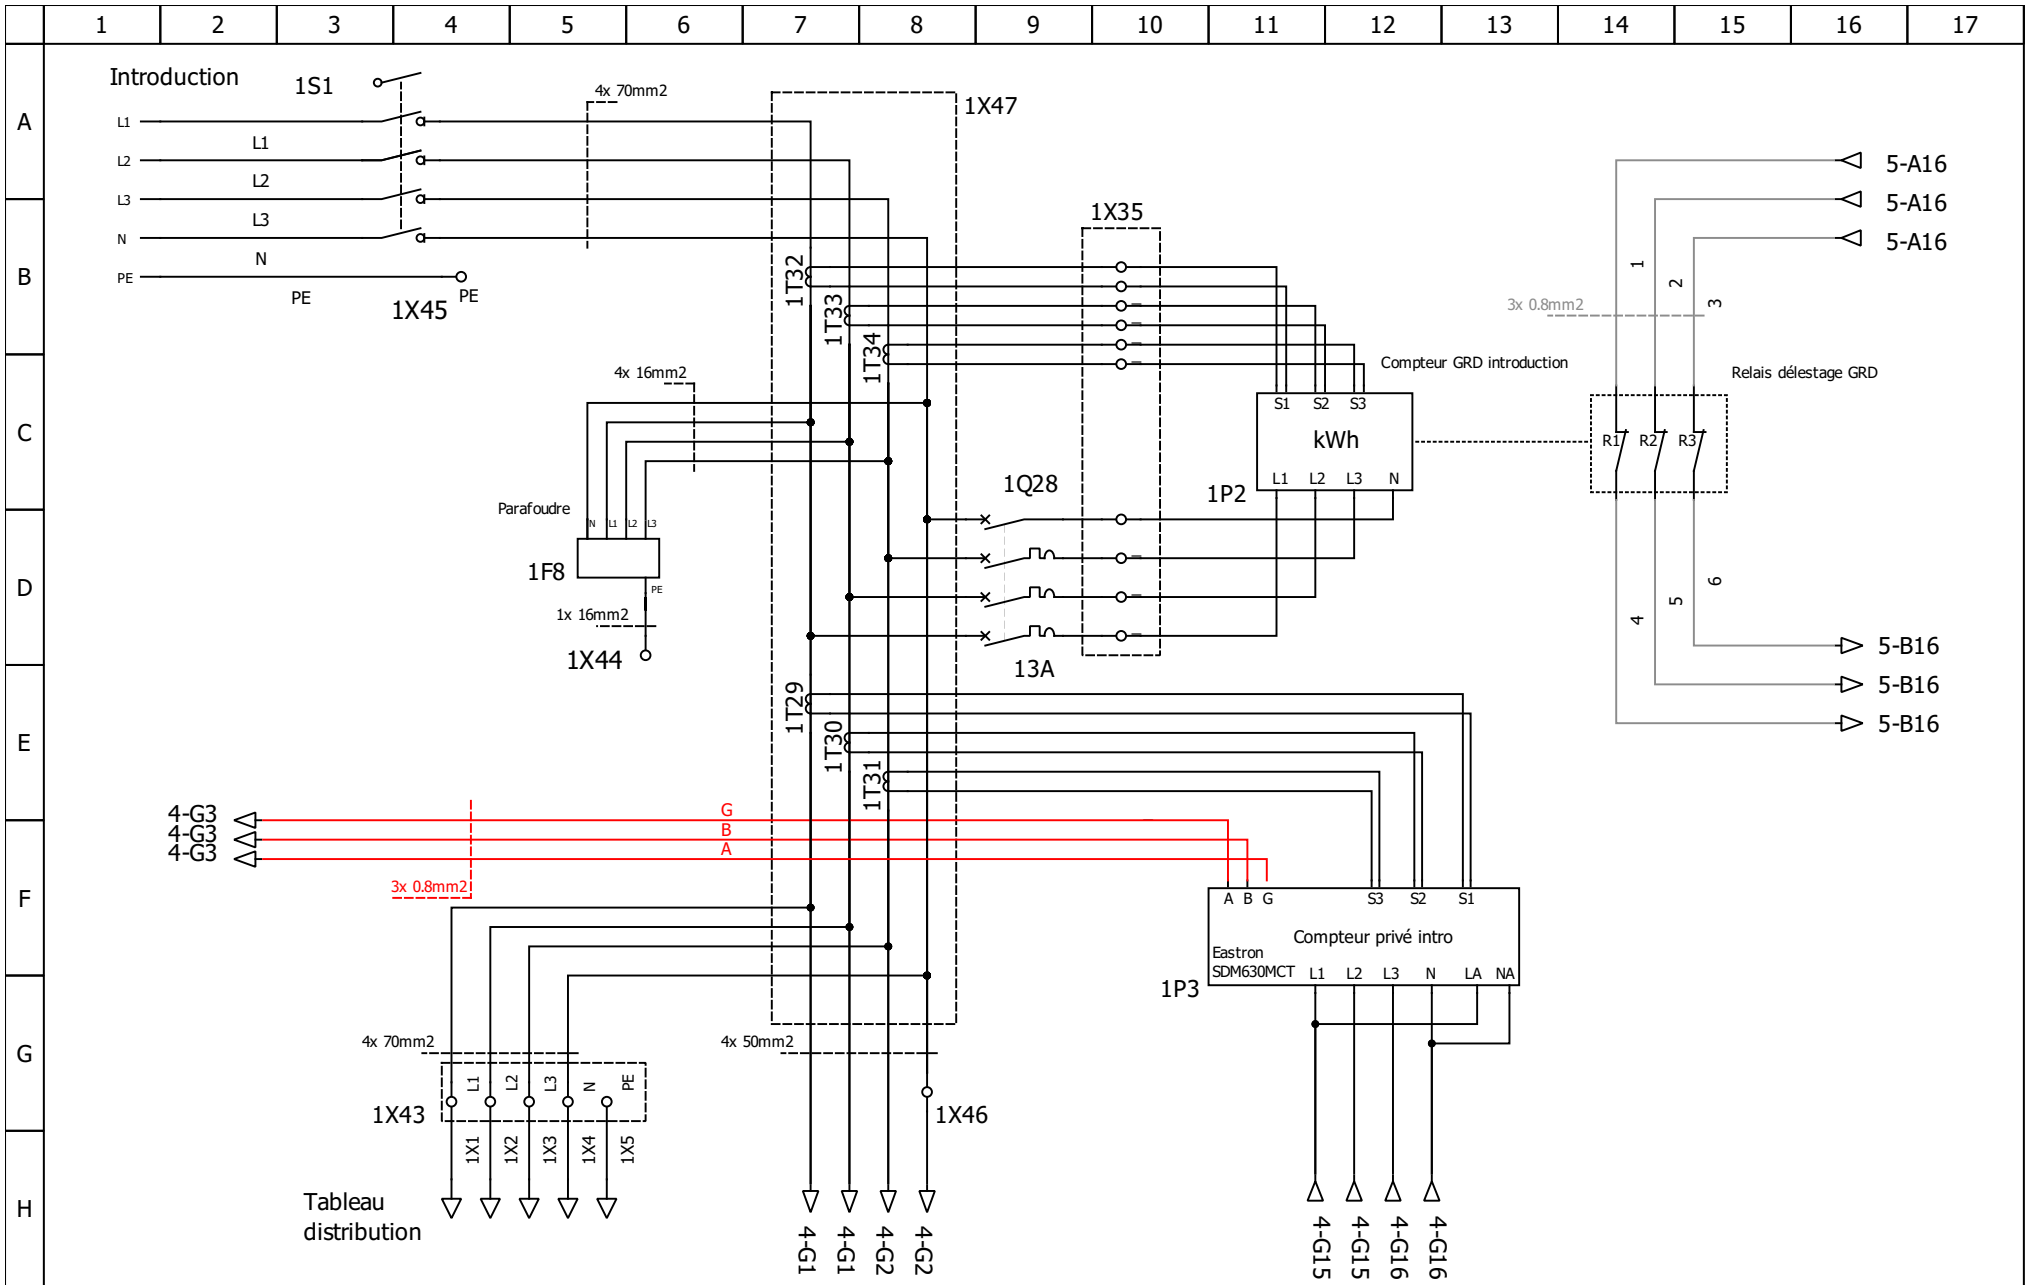 1 2 3 4 5 6 7 8 9 10 11 12 13 14 15 16 17
A
B
C
D
E
F
G
H
Introduction
1S1
4x 70mm2
1X47
L1
L1
L2
L2
L3
L3
N
N
PE
PE
1X45
PE
1T32
1T33
1T34
1X35
5-A16
5-A16
5-A16
1
2
3
3x 0.8mm2
Compteur GRD introduction
Relais délestage GRD
4x 16mm2
S1 S2 S3
kWh
L1 L2 L3 N
1P2
R1 R2 R3
Parafoudre
N L1 L2 L3
1F8
PE
1x 16mm2
1X44
1Q28
13A
4
5
6
5-B16
5-B16
5-B16
1T29
1T30
1T31
4-G3
4-G3
4-G3
G
B
A
3x 0.8mm2
A B G S3 S2 S1
Compteur privé intro
Eastron
SDM630MCT
L1 L2 L3 N LA NA
1P3
4x 70mm2
4x 50mm2
L1 L2 L3 N PE
1X43
1X46
1X1 1X2 1X3 1X4 1X5
Tableau
distribution
4-G1 4-G1 4-G2 4-G2
4-G15 4-G15 4-G16 4-G16